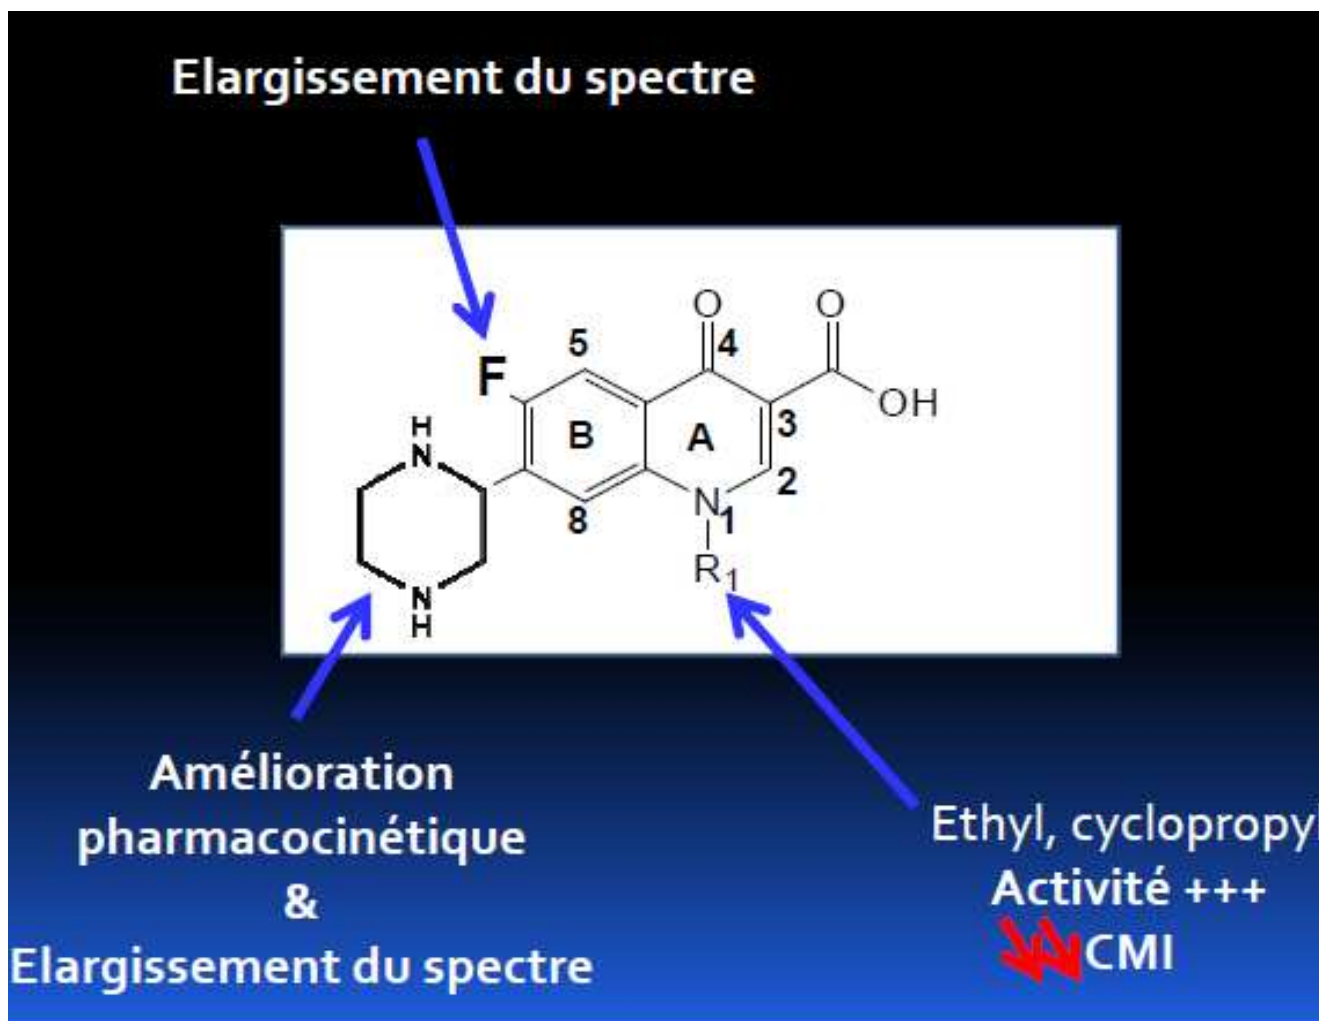 Elargissement du spectre
O
O
5
4
F
OH
H
N
B
A
3
2
8
N
1
R1
N
H
Amélioration
pharmacocinétique
&
Elargissement du spectre
Ethyl, cyclopropyl
Activité +++
CMI